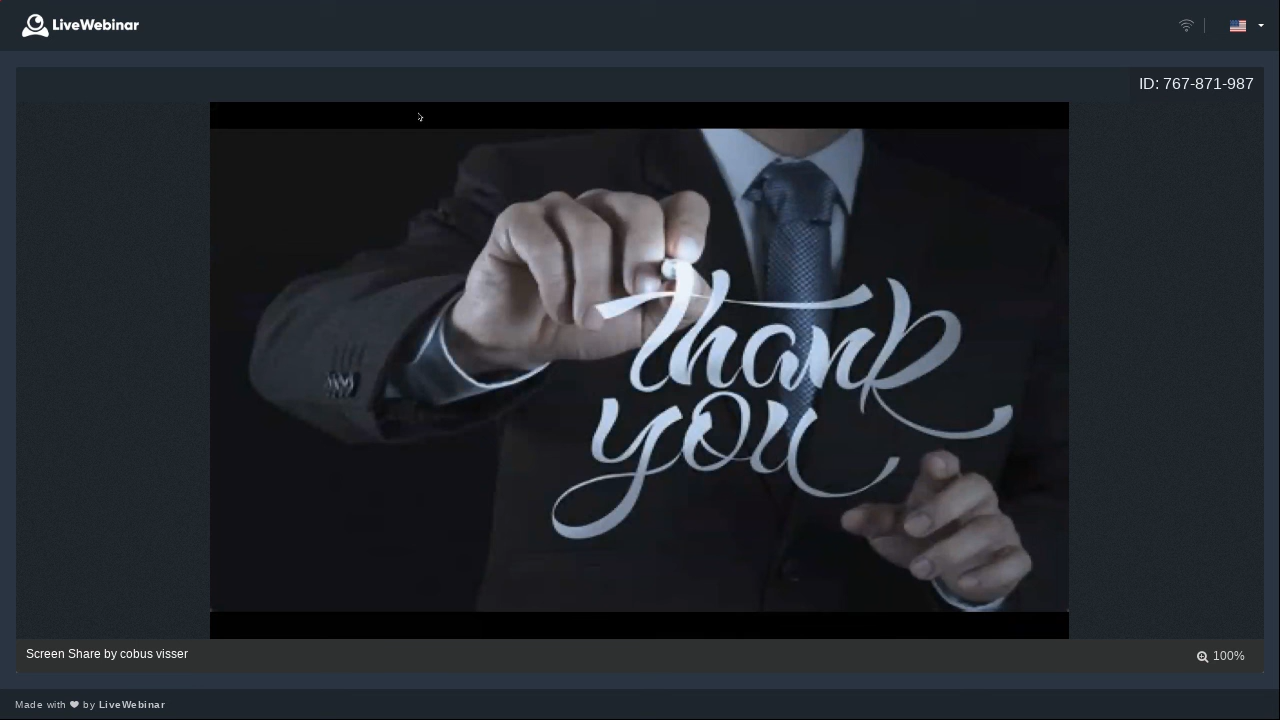 LiveWebinar
ID: 767-871-987
Thank
you
Screen Share by cobus visser
100%
Made with ❤ by LiveWebinar